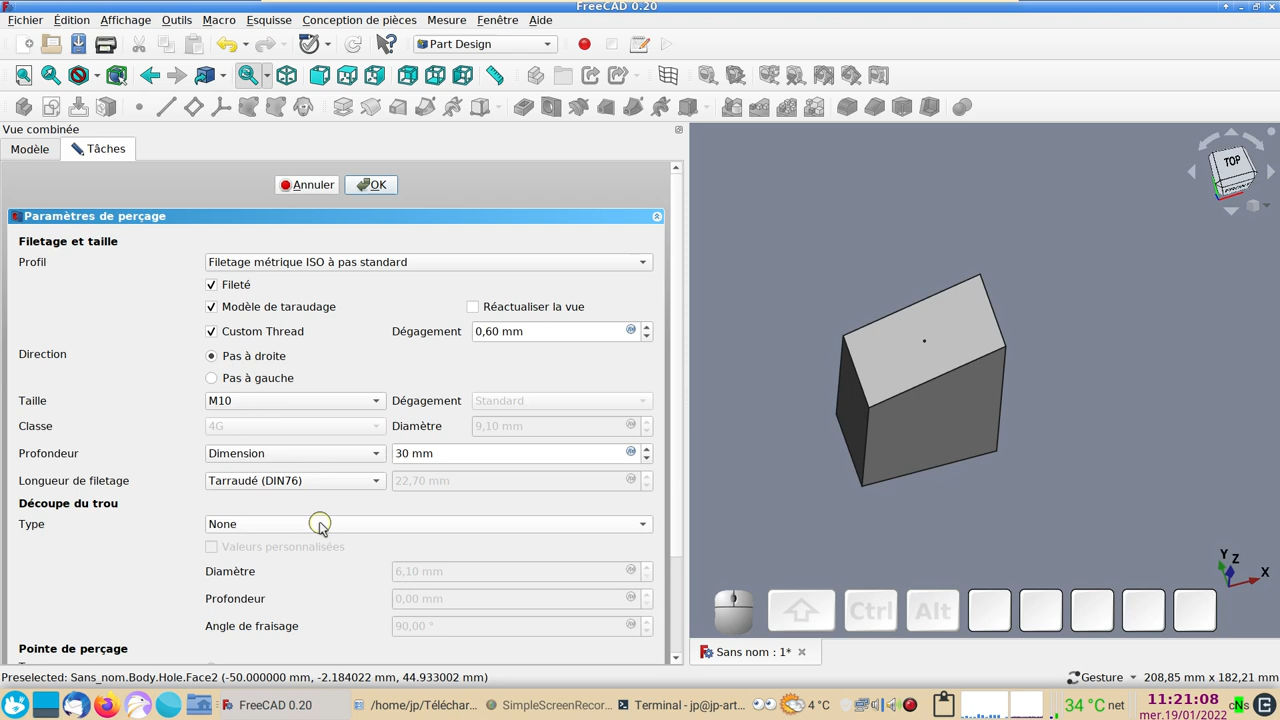 FreeCAD 0.20
Fichier Édition Affichage Outils Macro Esquisse Conception de pièces Mesure Fenêtre Aide
Part Design
Vue combinée
Modèle Tâches
Annuler OK
Paramètres de perçage
Filetage et taille
Profil Filetage métrique ISO à pas standard
Fileté
Modèle de taraudage Réactualiser la vue
Custom Thread Dégagement 0,60 mm
Direction Pas à droite
Pas à gauche
Taille M10 Dégagement Standard
Classe 4G Diamètre 9,10 mm
Profondeur Dimension 30 mm
Longueur de filetage Tarraudé (DIN76) 22,70 mm
Découpe du trou
Type None
Valeurs personnalisées
Diamètre 6,10 mm
Profondeur 0,00 mm
Angle de fraisage 90,00 °
Pointe de perçage
TOP
Y Z X
Ctrl Alt
Sans nom : 1*
Preselected: Sans_nom.Body.Hole.Face2 (-50.000000 mm, -2.184022 mm, 44.933002 mm) Gesture 208,85 mm x 182,21 mm
FreeCAD 0.20 /home/jp/Téléchar... SimpleScreenRecor... Terminal - jp@jp-art... 4 °C 34 °C net 11:21:08 cNs
mer.19/01/2022